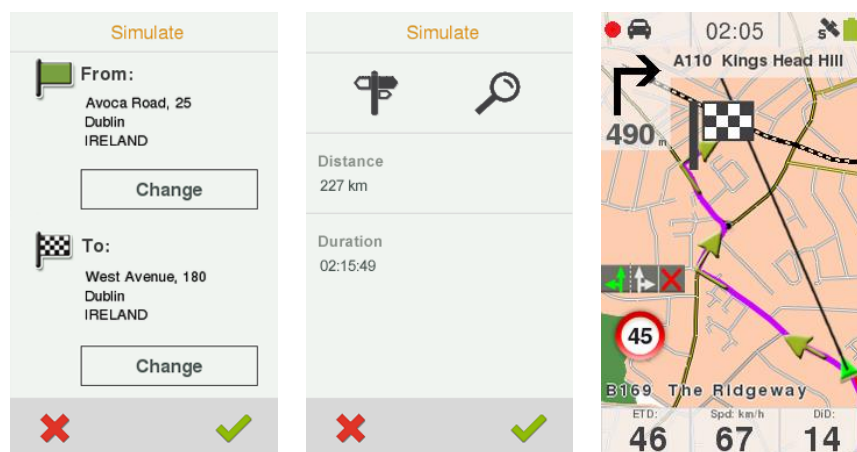 Simulate
From:
Avoca Road, 25
Dublin
IRELAND
Change
To:
West Avenue, 180
Dublin
IRELAND
Change
Simulate
Distance
227 km
Duration
02:15:49
02:05
S
A110 Kings Head Hill
490 m
45
B169 The Ridgeway
ETD: Spd: km/h DiD:
46 67 14